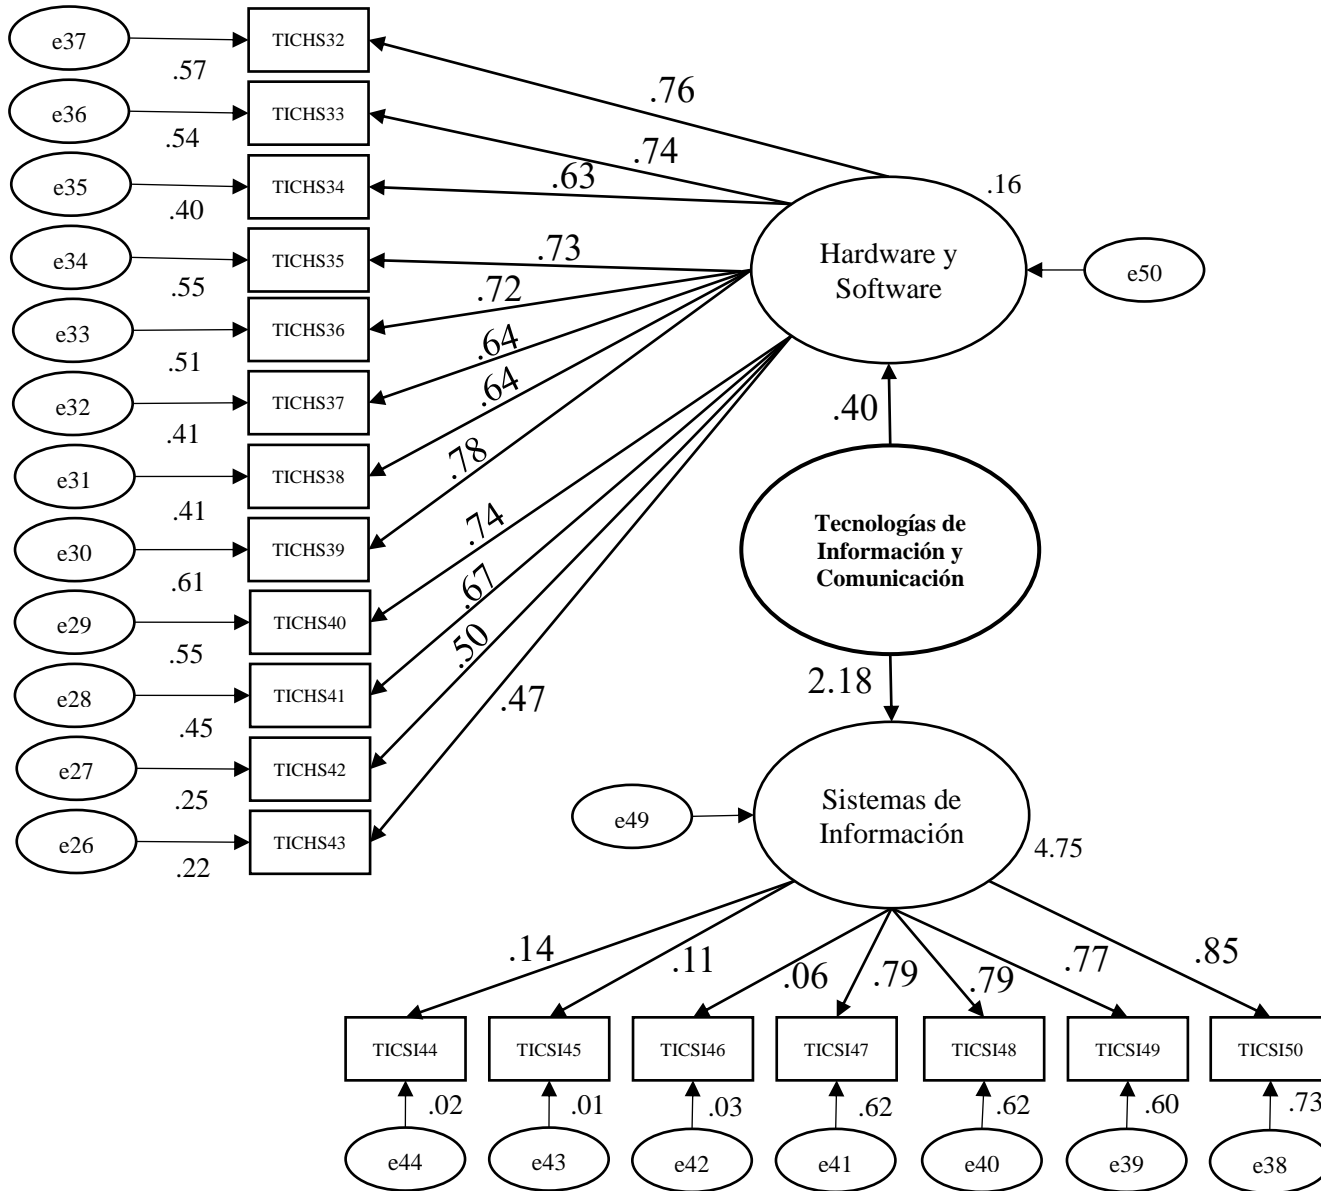 e37
.57
TICHS32
e36
.54
TICHS33
e35
.40
TICHS34
e34
.55
TICHS35
e33
.51
TICHS36
e32
.41
TICHS37
e31
.41
TICHS38
e30
.61
TICHS39
e29
.55
TICHS40
e28
.45
TICHS41
e27
.25
TICHS42
e26
.22
TICHS43
.76
.74
.63
.73
.72
.64
.64
.78
.74
.67
.50
.47
.16
Hardware y
Software
e50
.40
Tecnologías de
Información y
Comunicación
2.18
Sistemas de
Información
e49
4.75
.14
.11
.06
.79
.79
.77
.85
TICSI44
TICSI45
TICSI46
TICSI47
TICSI48
TICSI49
TICSI50
.02
.01
.03
.62
.62
.60
.73
e44
e43
e42
e41
e40
e39
e38